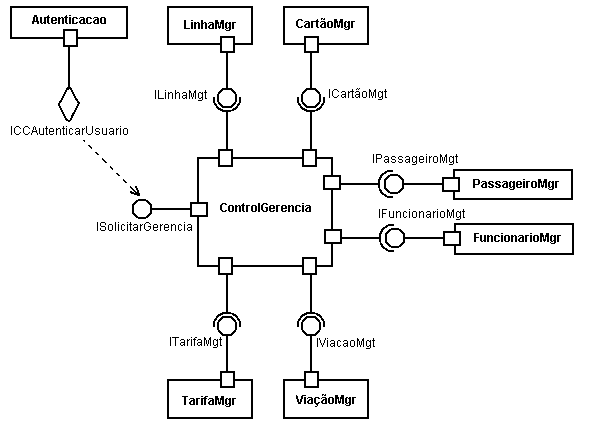 Autenticacao
LinhaMgr
CartãoMgr
ILinhaMgt
ICartãoMgt
ICCAutenticarUsuario
IPassageiroMgt
PassageiroMgr
ControlGerencia
IFuncionarioMgt
ISolicitarGerencia
FuncionarioMgr
ITarifaMgt
IViacaoMgt
TarifaMgr
ViaçãoMgr